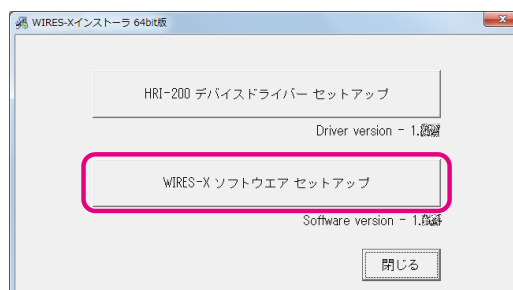 WIRES-Xインストーラ 64bit版
HRI-200 デバイスドライバー セットアップ
Driver version - 1.
WIRES-X ソフトウエア セットアップ
Software version - 1.
閉じる